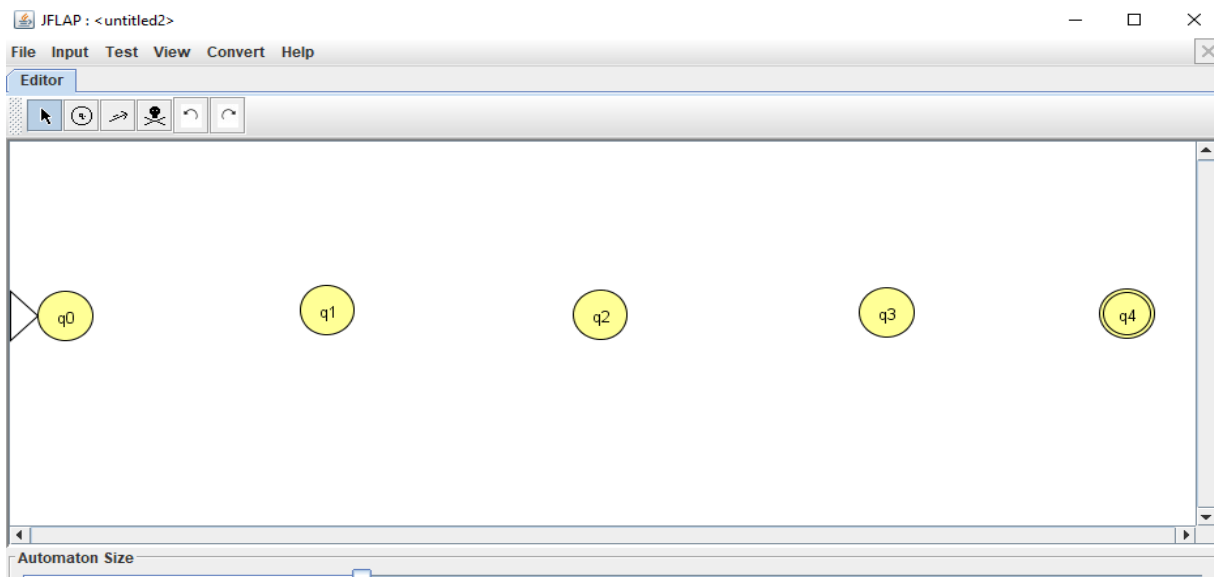 JFLAP : <untitled2>
File Input Test View Convert Help
Editor
q0 q1 q2 q3 q4
Automaton Size